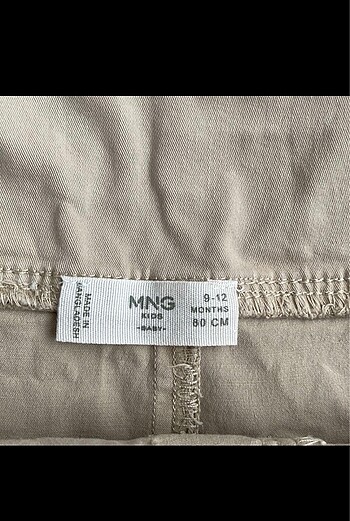 MADE IN
BANGLADESH
MNG
KIDS
-BABY-
9-12
MONTHS
80 CM